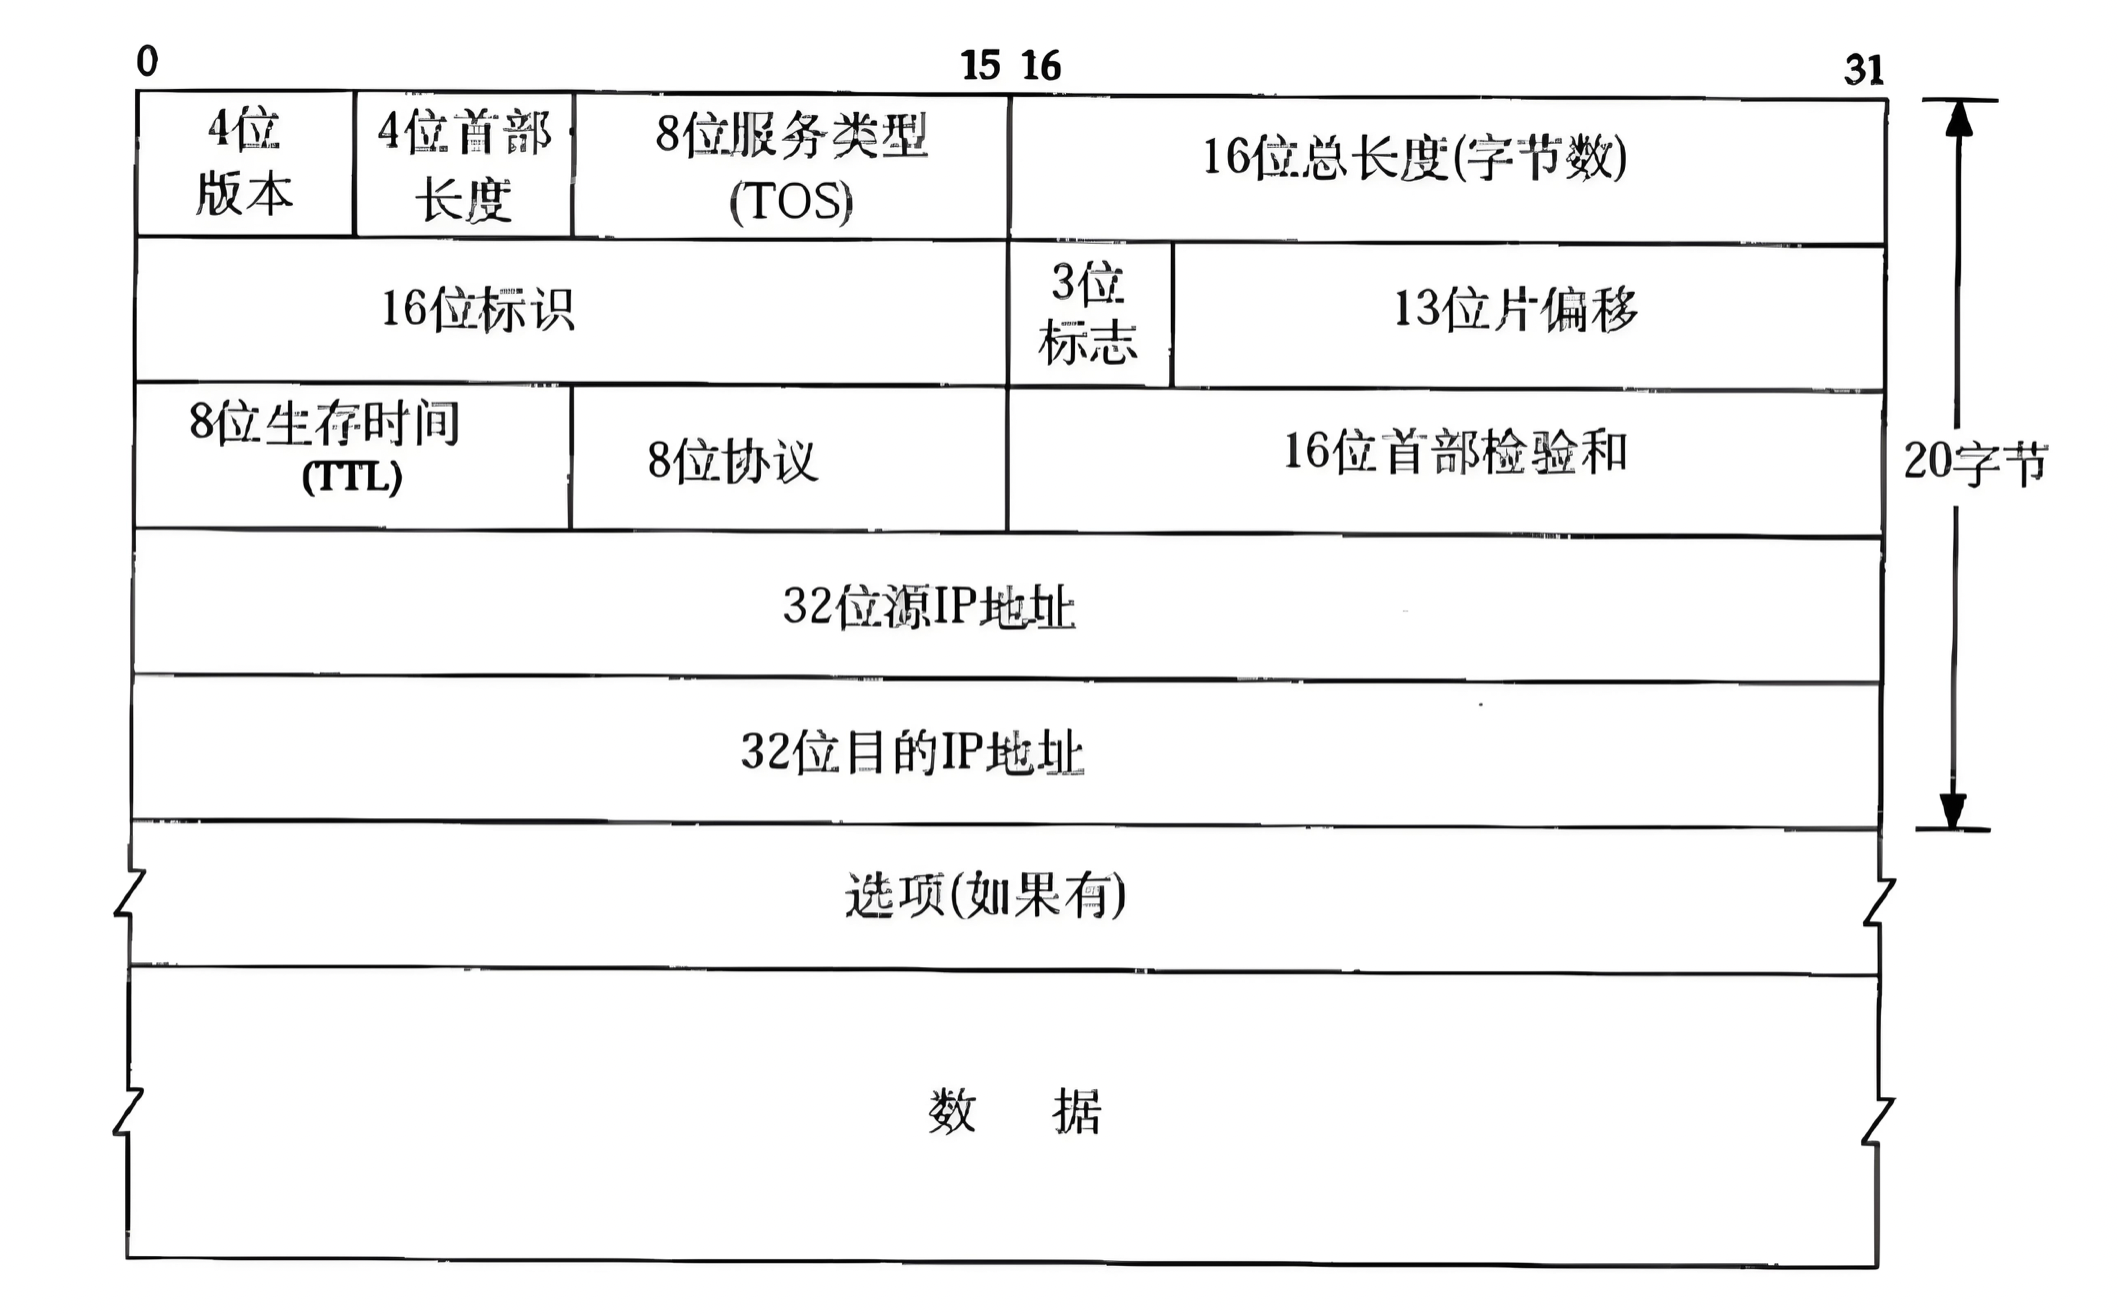 0 15 16 31
4位
版本
4位首部
长度
8位服务类型
(TOS)
16位总长度(字节数)
16位标识
3位
标志
13位片偏移
8位生存时间
(TTL)
8位协议
16位首部检验和
20字节
32位源IP地址
32位目的IP地址
选项(如果有)
数 据